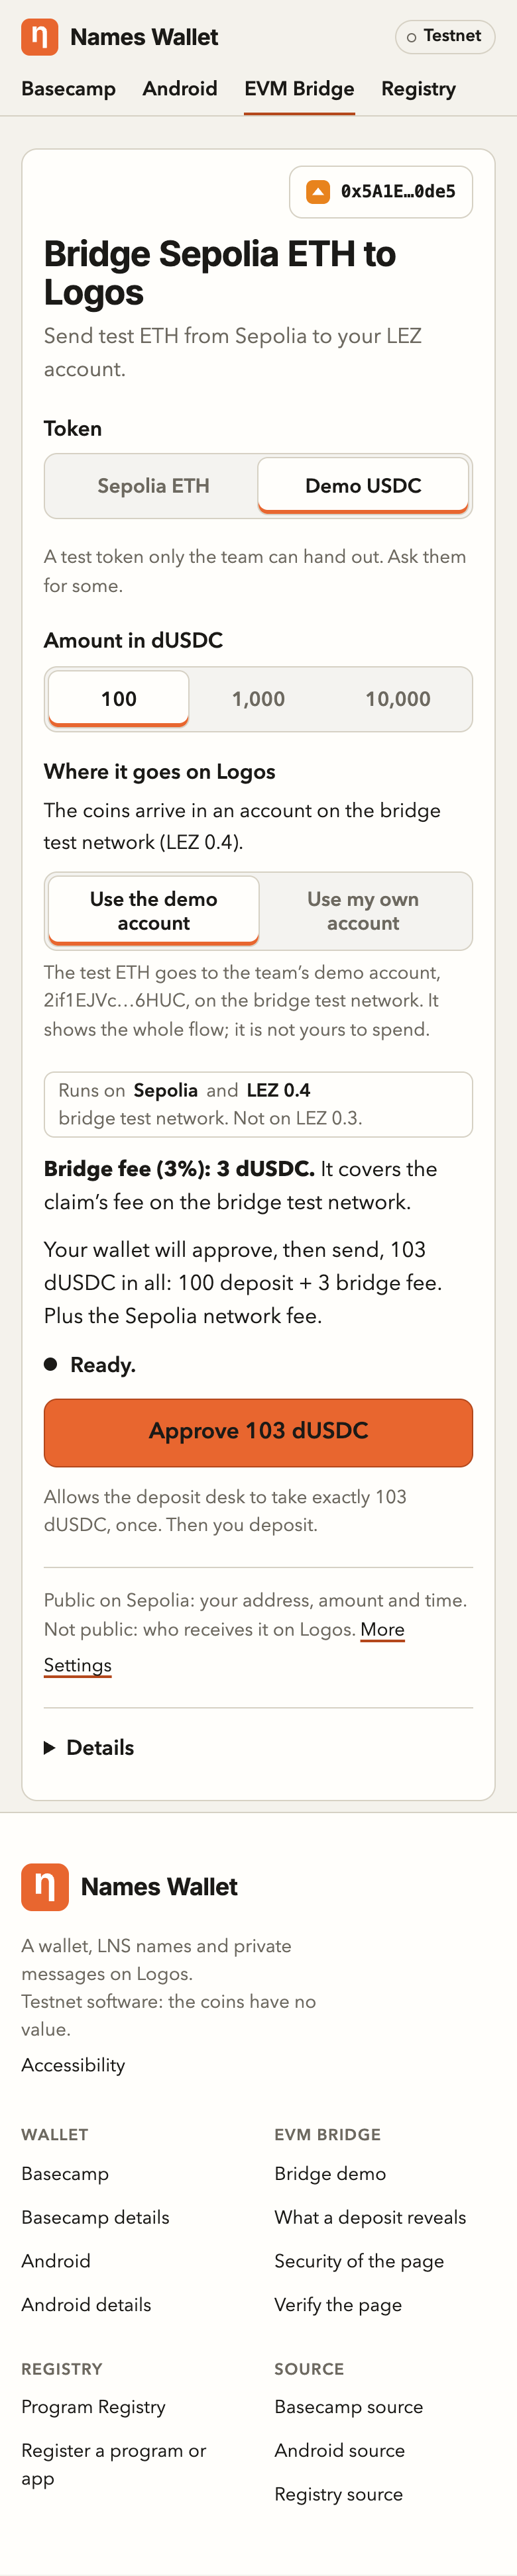 Names Wallet
Testnet
Basecamp
Android
EVM Bridge
Registry
0x5A1E…0de5
Bridge Sepolia ETH to
Logos
Send test ETH from Sepolia to your LEZ
account.
Token
Sepolia ETH
Demo USDC
A test token only the team can hand out. Ask them
for some.
Amount in dUSDC
100
1,000
10,000
Where it goes on Logos
The coins arrive in an account on the bridge
test network (LEZ 0.4).
Use the demo
account
Use my own
account
The test ETH goes to the team’s demo account,
2if1EJVc…6HUC, on the bridge test network. It
shows the whole flow; it is not yours to spend.
Runs on Sepolia and LEZ 0.4
bridge test network. Not on LEZ 0.3.
Bridge fee (3%): 3 dUSDC. It covers the
claim’s fee on the bridge test network.
Your wallet will approve, then send, 103
dUSDC in all: 100 deposit + 3 bridge fee.
Plus the Sepolia network fee.
Ready.
Approve 103 dUSDC
Allows the deposit desk to take exactly 103
dUSDC, once. Then you deposit.
Public on Sepolia: your address, amount and time.
Not public: who receives it on Logos. More
Settings
Details
Names Wallet
A wallet, LNS names and private
messages on Logos.
Testnet software: the coins have no
value.
Accessibility
WALLET
Basecamp
Basecamp details
Android
Android details
EVM BRIDGE
Bridge demo
What a deposit reveals
Security of the page
Verify the page
REGISTRY
Program Registry
Register a program or
app
SOURCE
Basecamp source
Android source
Registry source